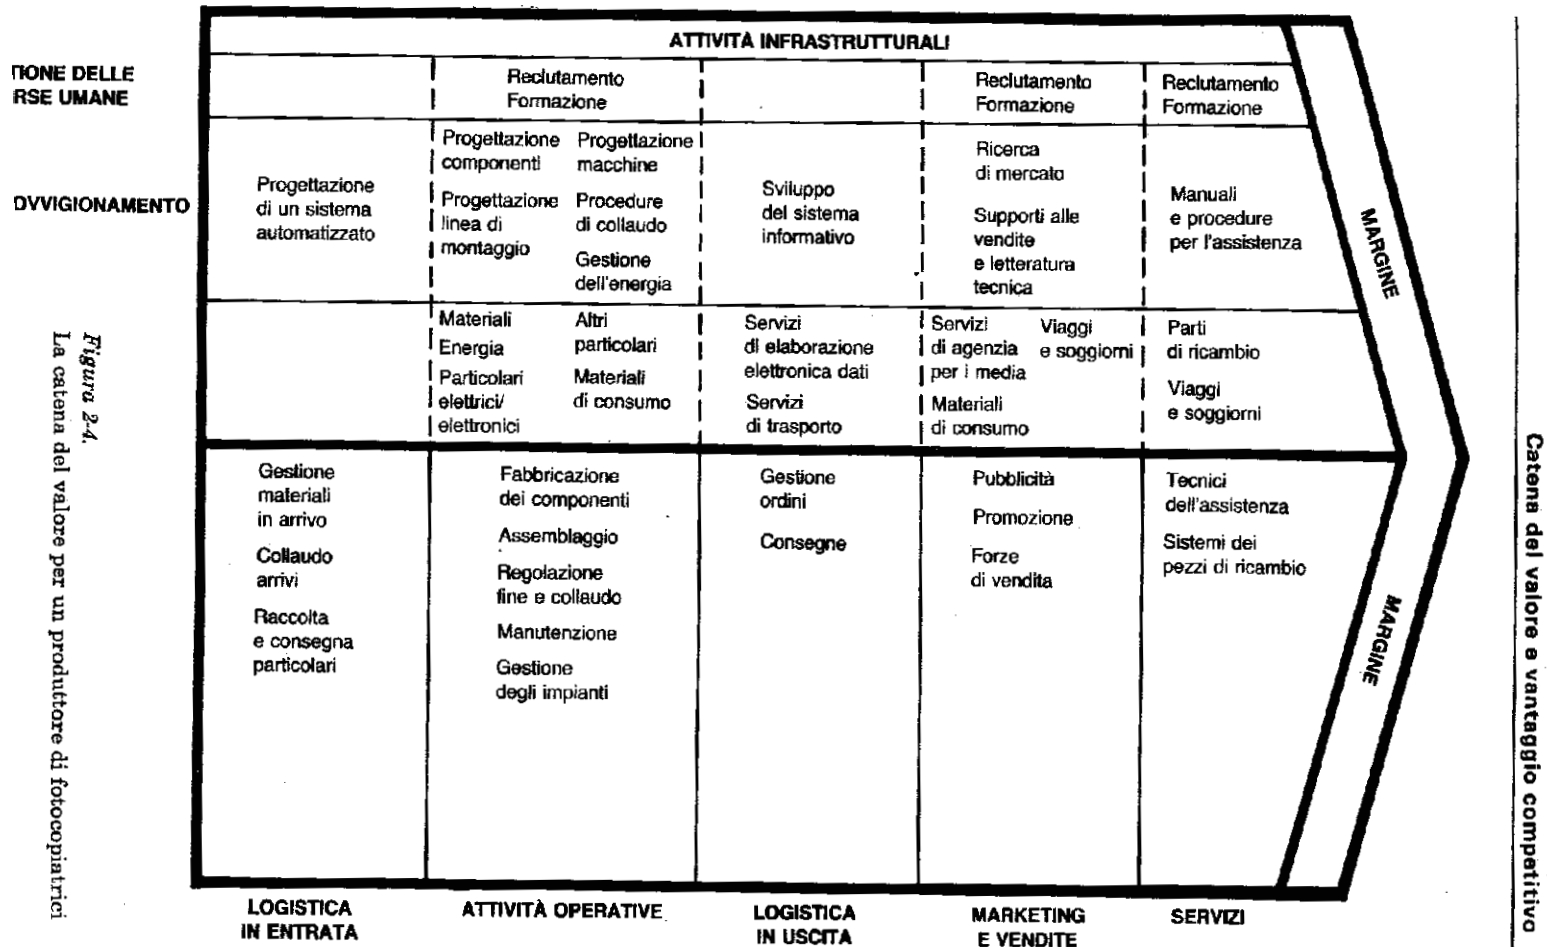 ATTIVITÀ INFRASTRUTTURALI
TIONE DELLE
RSE UMANE
Reclutamento
Formazione
Reclutamento
Formazione
Reclutamento
Formazione
OVVIGIONAMENTO
Progettazione
di un sistema
automatizzato
Progettazione
componenti
Progettazione
linea di
montaggio
Progettazione
macchine
Procedure
di collaudo
Gestione
dell'energia
Sviluppo
del sistema
informativo
Ricerca
di mercato
Supporti alle
vendite
e letteratura
tecnica
Manuali
e procedure
per l'assistenza
Materiali
Energia
Particolari
elettrici/
elettronici
Altri
particolari
Materiali
di consumo
Servizi
di elaborazione
elettronica dati
Servizi
di trasporto
Servizi
di agenzia
per i media
Materiali
di consumo
Viaggi
e soggiorni
Parti
di ricambio
Viaggi
e soggiorni
MARGINE
Gestione
materiali
in arrivo
Collaudo
arrivi
Raccolta
e consegna
particolari
Fabbricazione
dei componenti
Assemblaggio
Regolazione
fine e collaudo
Manutenzione
Gestione
degli impianti
Gestione
ordini
Consegne
Pubblicità
Promozione
Forze
di vendita
Tecnici
dell'assistenza
Sistemi dei
pezzi di ricambio
MARGINE
LOGISTICA
IN ENTRATA
ATTIVITÀ OPERATIVE
LOGISTICA
IN USCITA
MARKETING
E VENDITE
SERVIZI
Figura 2-4.
La catena del valore per un produttore di fotocopiatrici
Catena del valore e vantaggio competitivo